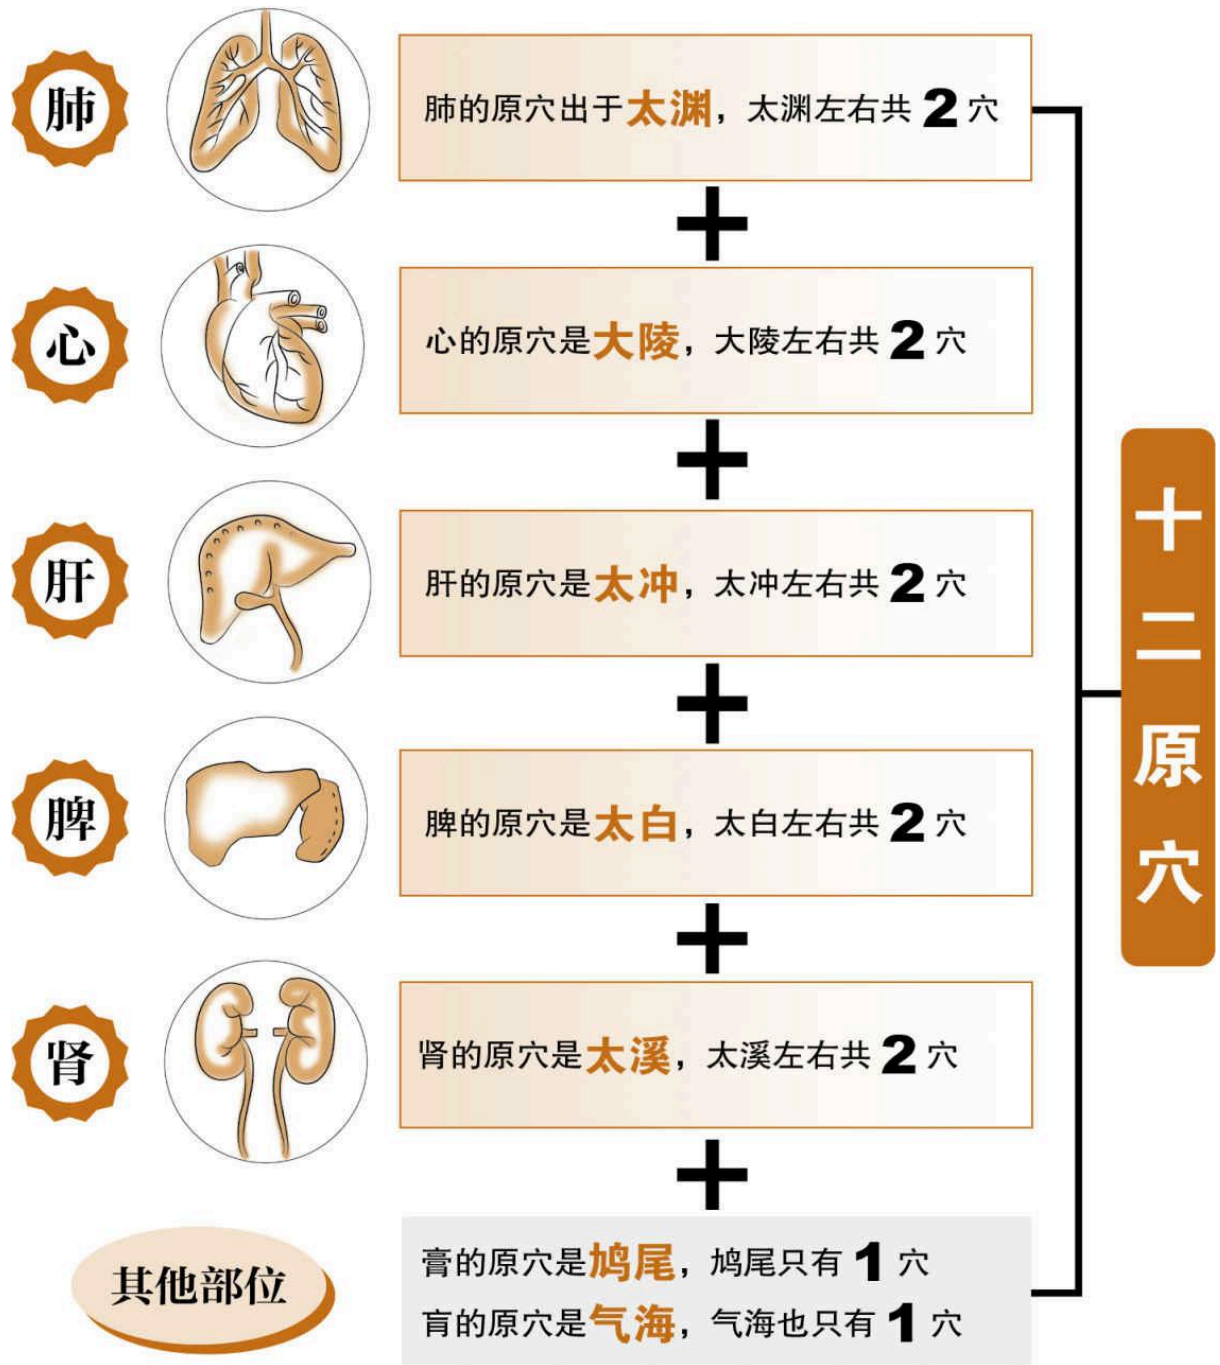 肺
肺的原穴出于太渊，太渊左右共2穴
心
心的原穴是大陵，大陵左右共2穴
肝
肝的原穴是太冲，太冲左右共2穴
脾
脾的原穴是太白，太白左右共2穴
肾
肾的原穴是太溪，太溪左右共2穴
其他部位
膏的原穴是鸠尾，鸠尾只有1穴
肓的原穴是气海，气海也只有1穴
十二原穴